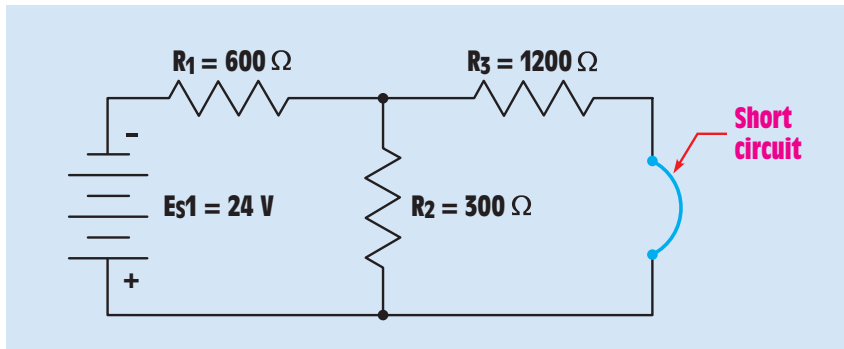 R1 = 600 Ω
R3 = 1200 Ω
Short
circuit
-
ES1 = 24 V
R2 = 300 Ω
+